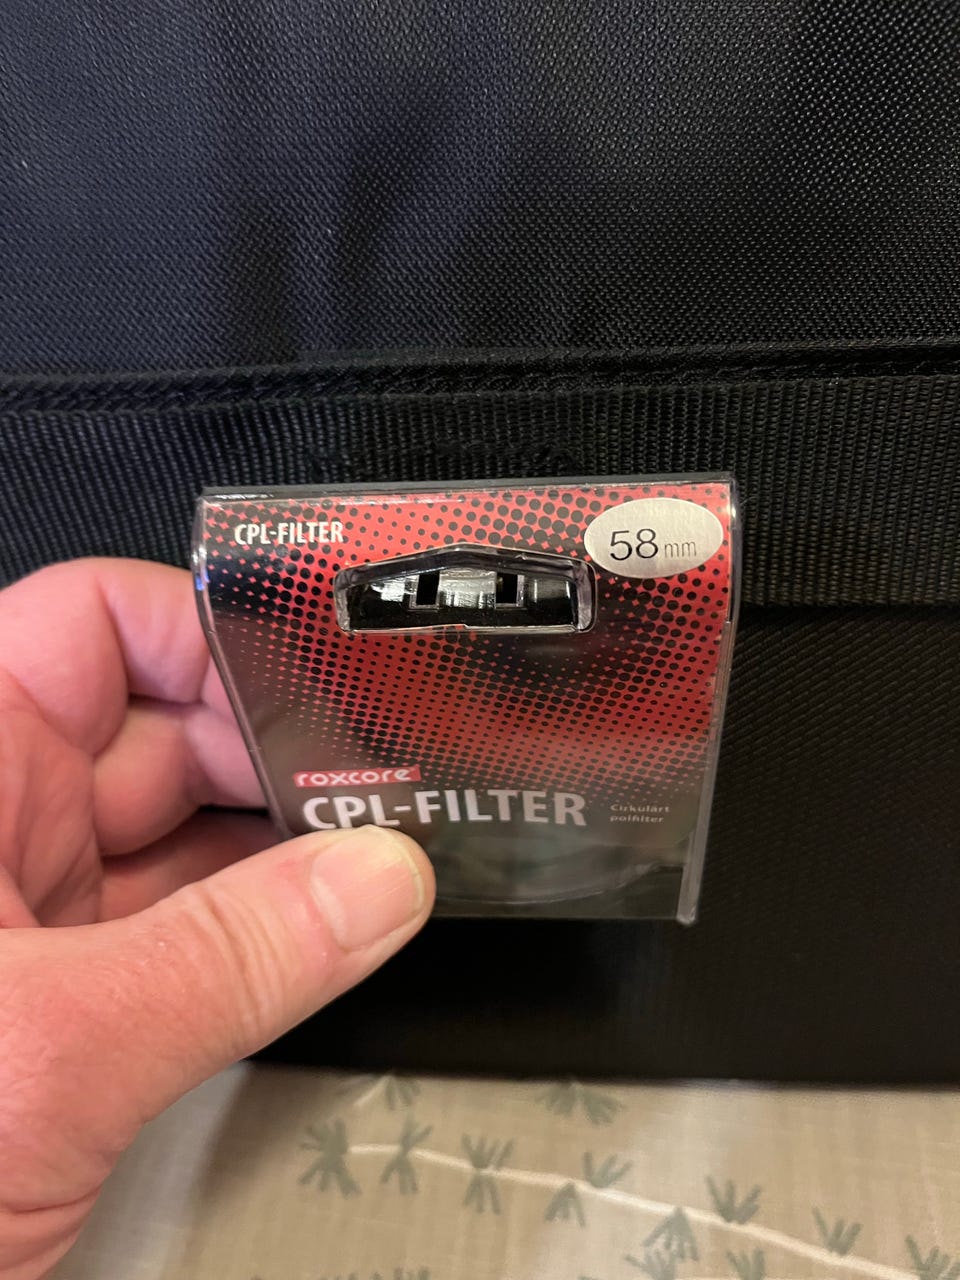 CPL-FILTER
58mm
roxcore
CPL-FILTER
Cirkulärt
polfilter